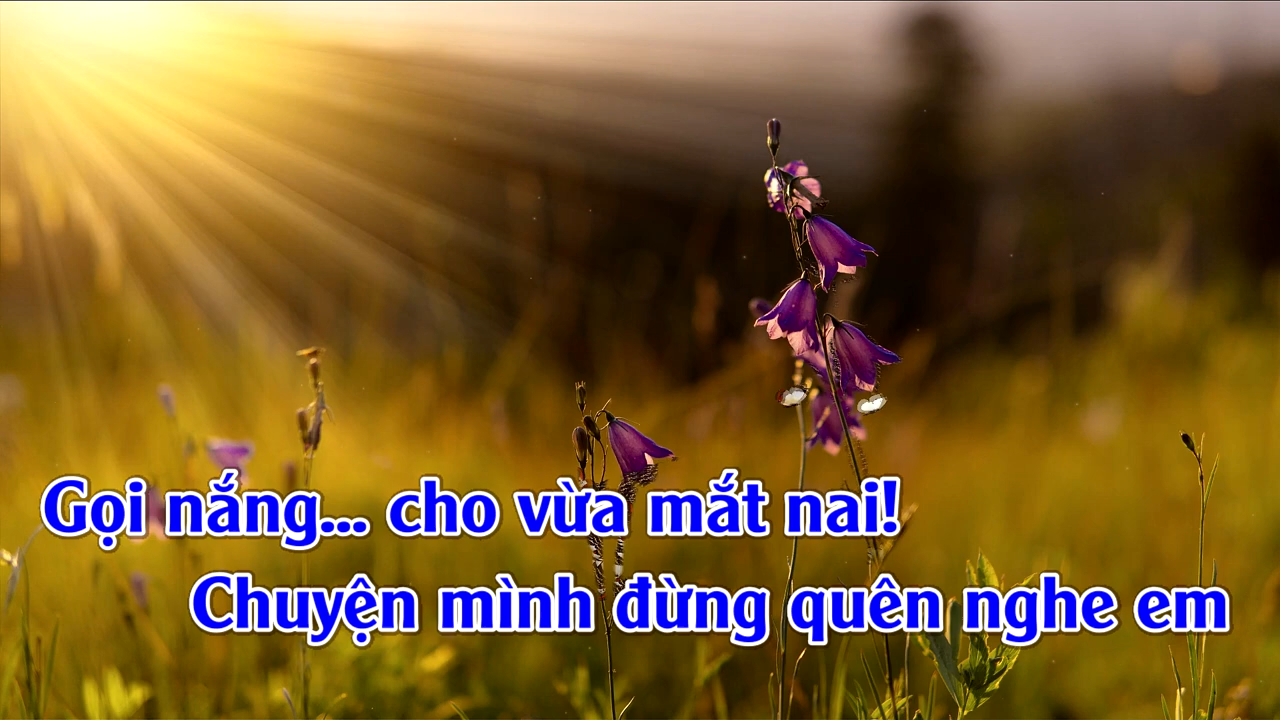 Gọi nắng... cho vừa mắt nai!
Chuyện mình đừng quên nghe em